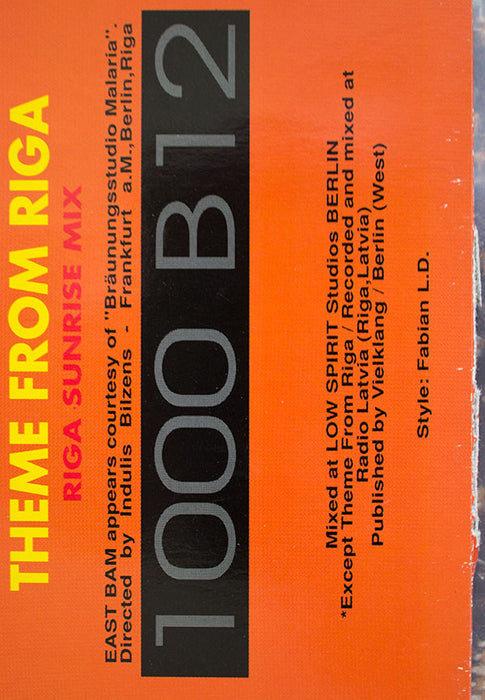 THEME FROM RIGA
RIGA SUNRISE MIX
EAST BAM appears courtesy of "Bräunungsstudio Malaria".
Directed by Indulis Bilzens - Frankfurt a.M.,Berlin,Riga
1000 B12
Mixed at LOW SPIRIT Studios BERLIN
*Except Theme From Riga / Recorded and mixed at
Radio Latvia (Riga,Latvia)
Published by Vielklang / Berlin (West)
Style: Fabian L.D.